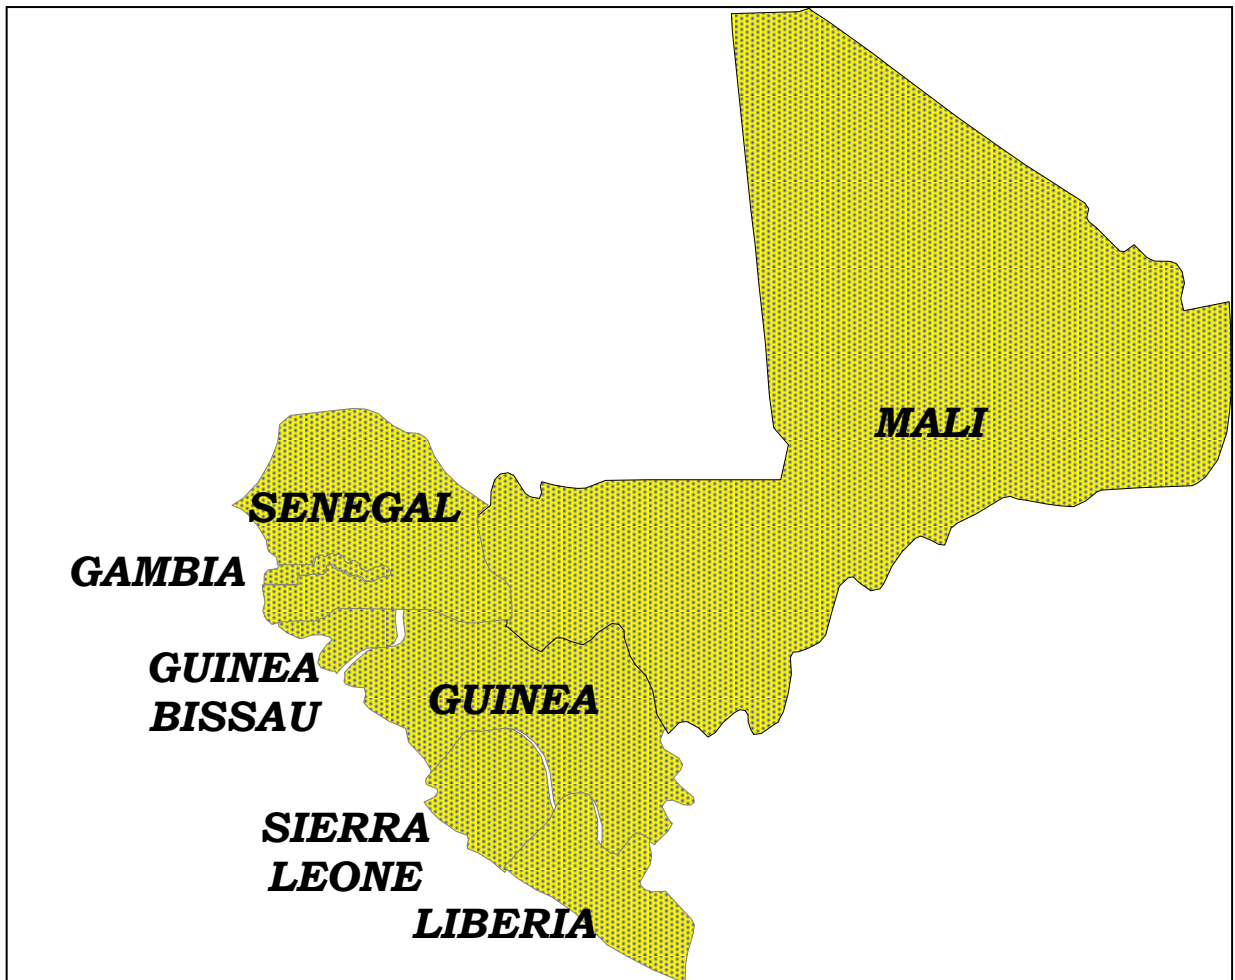 MALI
SENEGAL
GAMBIA
GUINEA
BISSAU
GUINEA
SIERRA
LEONE
LIBERIA